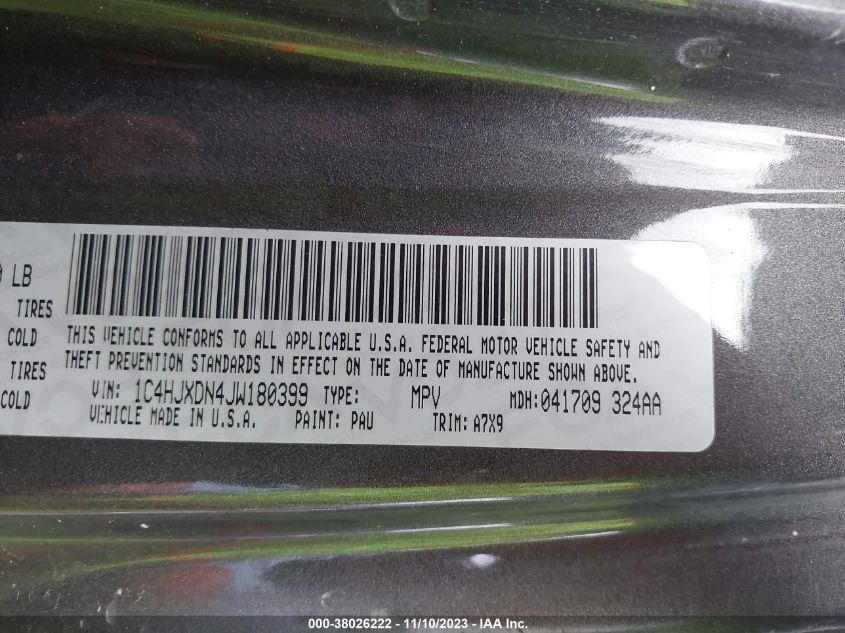 LB
TIRES
COLD
TIRES
COLD
THIS VEHICLE CONFORMS TO ALL APPLICABLE U.S.A. FEDERAL MOTOR VEHICLE SAFETY AND
THEFT PREVENTION STANDARDS IN EFFECT ON THE DATE OF MANUFACTURE SHOWN ABOVE.
VIN: 1C4HJXDN4JW180399 TYPE: MPV MDH:041709 324AA
VEHICLE MADE IN U.S.A. PAINT: PAU TRIM: A7X9
000-38026222 — 11/10/2023 — IAA Inc.